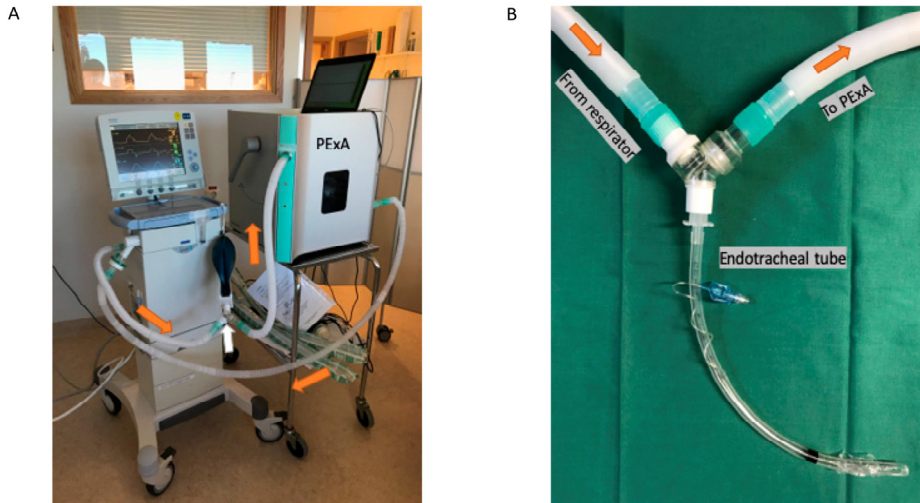 A
B
PExA
From respirator
To PExA
Endotracheal tube